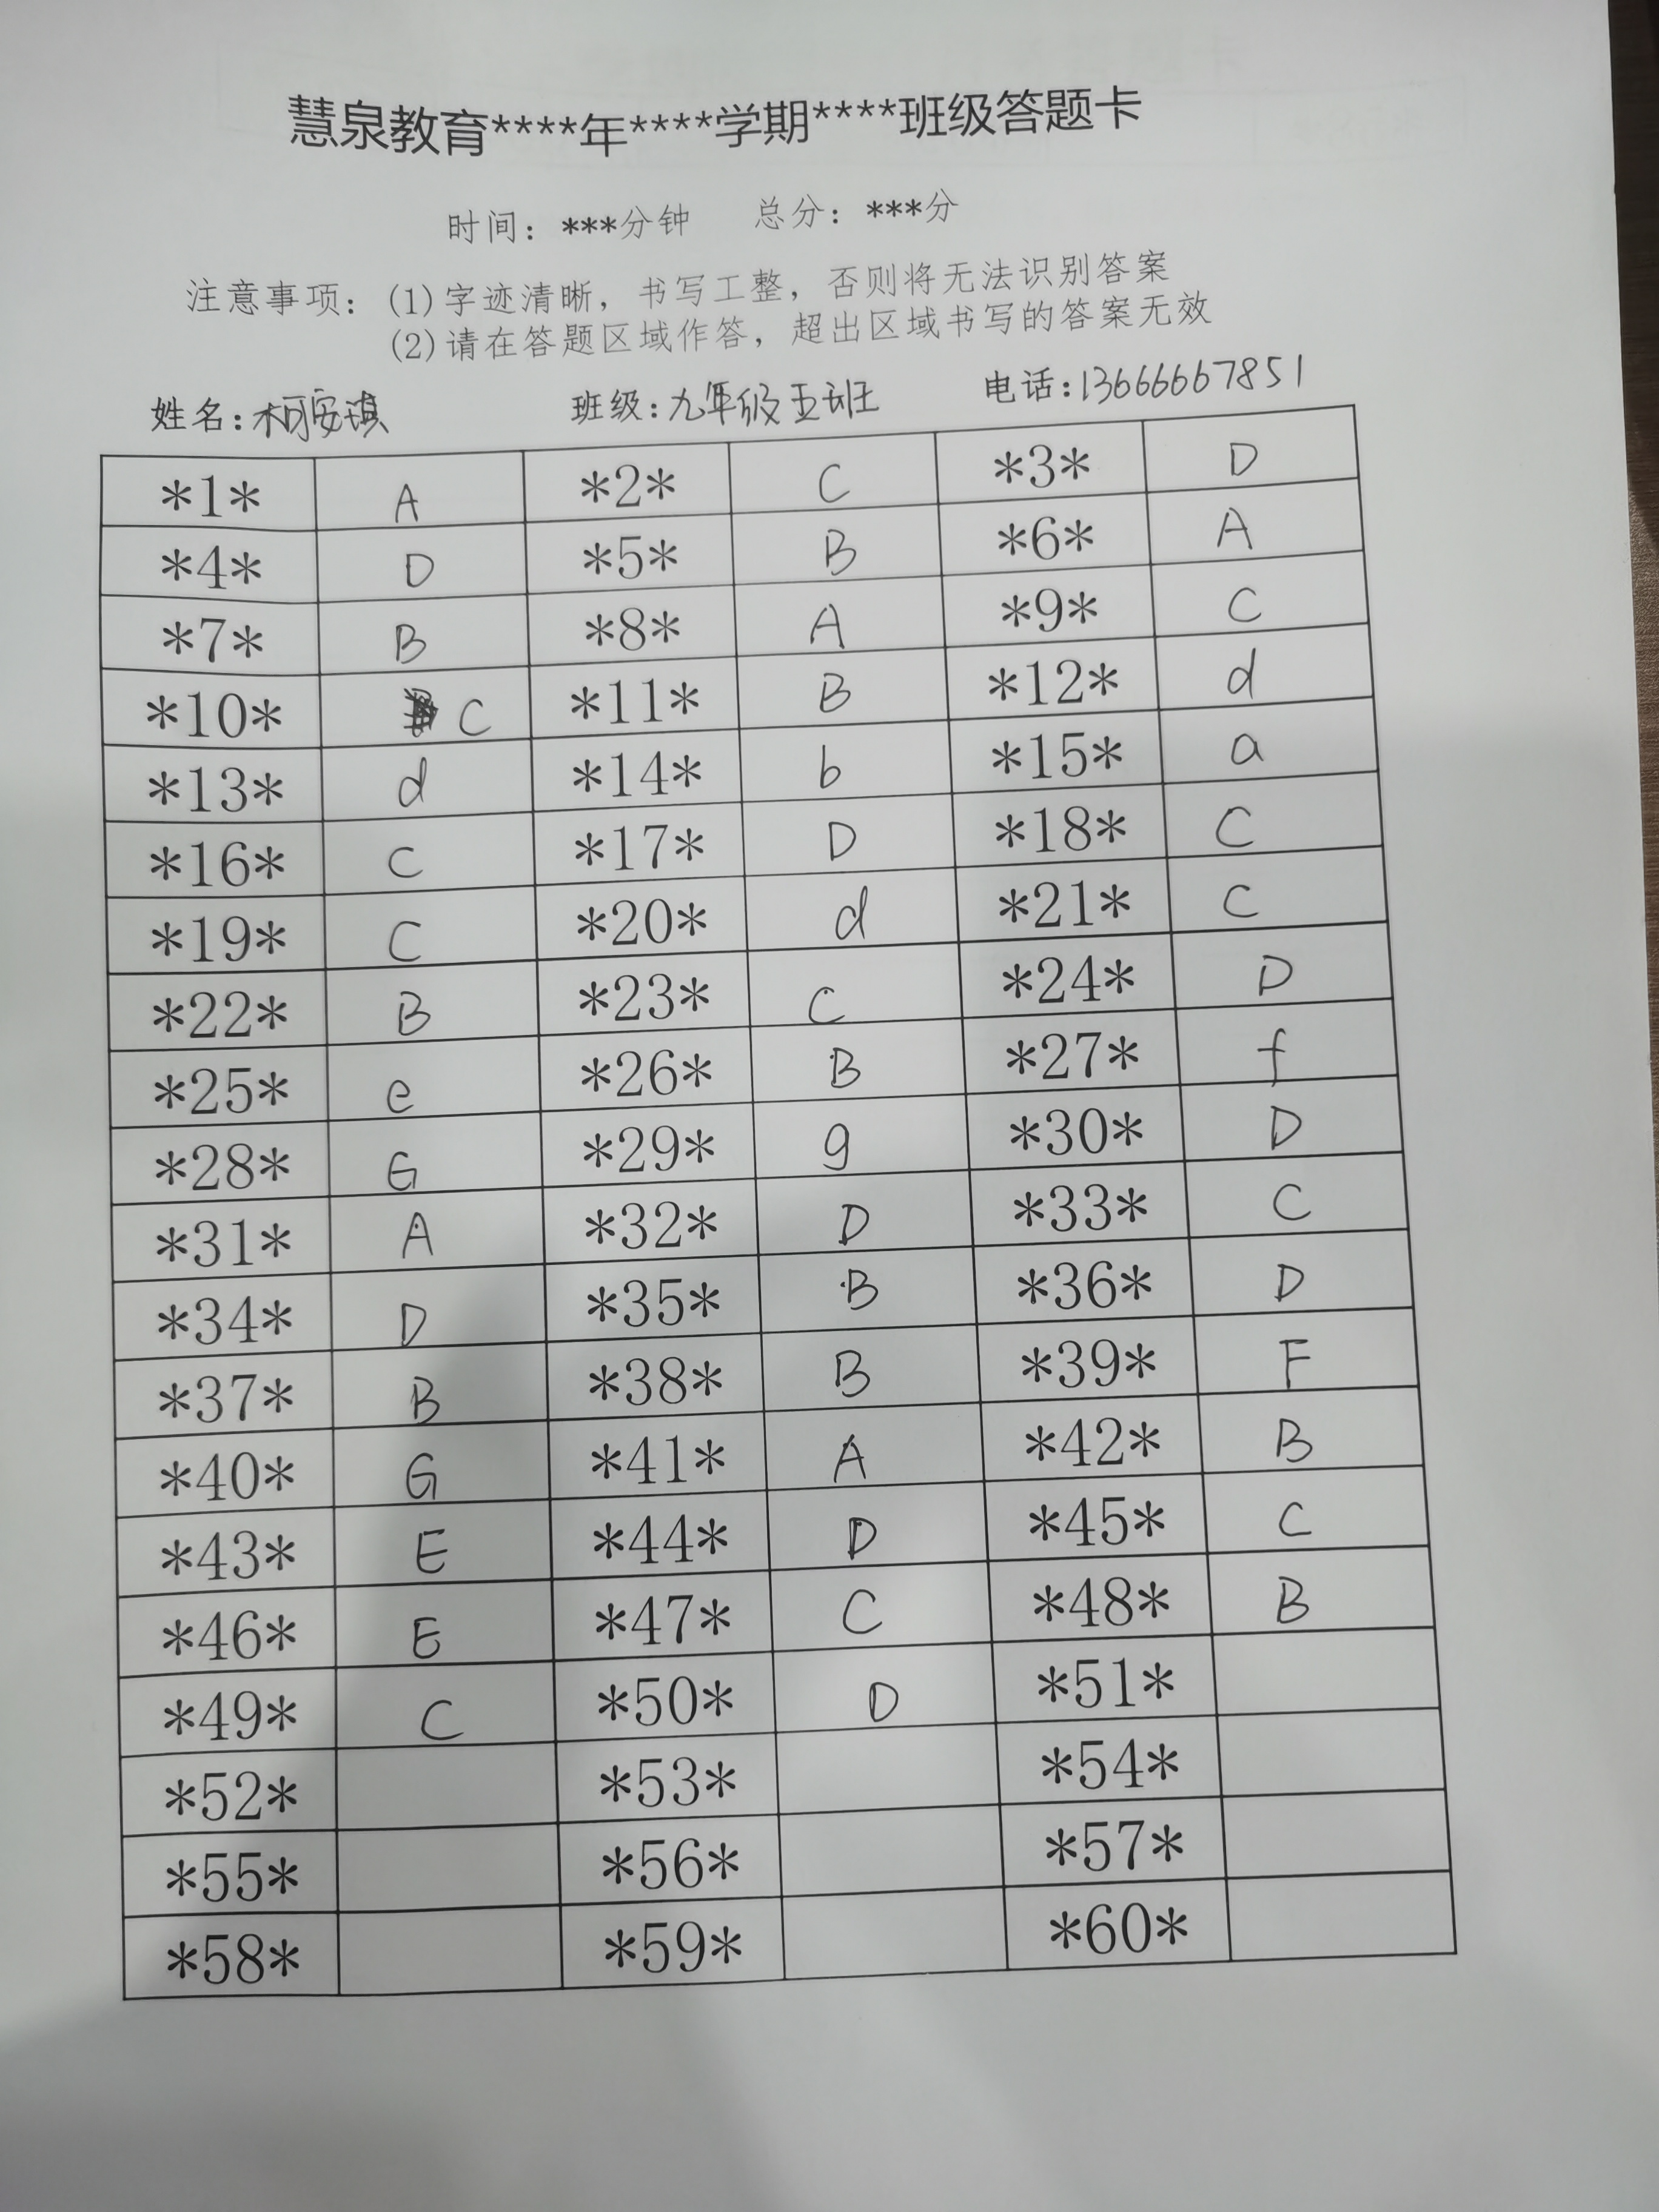 慧泉教育****年****学期****班级答题卡
时间：***分钟 总分：***分
注意事项：(1)字迹清晰，书写工整，否则将无法识别答案
(2)请在答题区域作答，超出区域书写的答案无效
姓名:柯安琪 班级:九年级五班 电话:13666667851
*1* A *2* C *3* D
*4* D *5* B *6* A
*7* B *8* A *9* C
*10* C *11* B *12* d
*13* d *14* b *15* a
*16* C *17* D *18* C
*19* C *20* d *21* C
*22* B *23* C *24* D
*25* e *26* B *27* f
*28* G *29* g *30* D
*31* A *32* D *33* C
*34* D *35* B *36* D
*37* B *38* B *39* F
*40* G *41* A *42* B
*43* E *44* D *45* C
*46* E *47* C *48* B
*49* C *50* D *51*
*52* *53* *54*
*55* *56* *57*
*58* *59* *60*